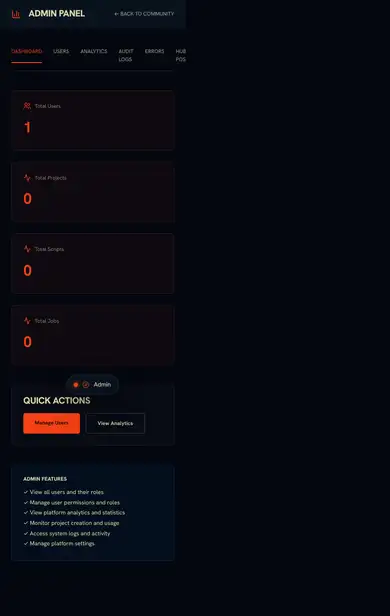 ADMIN PANEL
← BACK TO COMMUNITY
DASHBOARD
USERS
ANALYTICS
AUDIT
LOGS
ERRORS
HUB
POS
Total Users
1
Total Projects
0
Total Scripts
0
Total Jobs
0
Admin
QUICK ACTIONS
Manage Users
View Analytics
ADMIN FEATURES
✓ View all users and their roles
✓ Manage user permissions and roles
✓ View platform analytics and statistics
✓ Monitor project creation and usage
✓ Access system logs and activity
✓ Manage platform settings